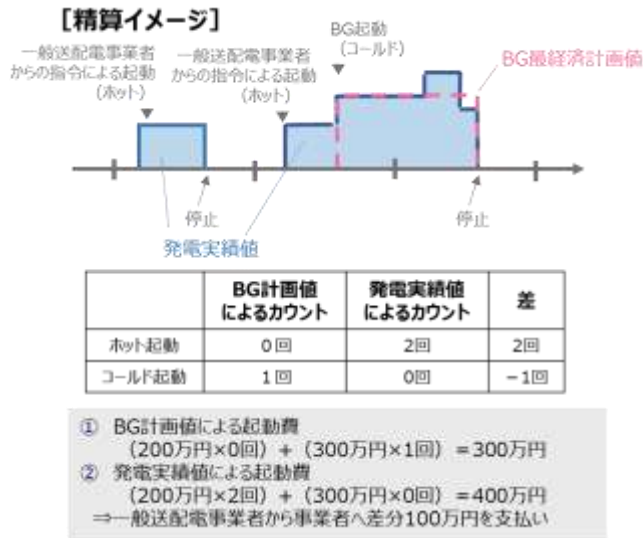 ［精算イメージ］
BG起動
（コールド）
一般送配電事業者
からの指令による起動
（ホット）
一般送配電事業者
からの指令による起動
（ホット）
BG最経済計画値
停止
停止
発電実績値
BG計画値
によるカウント
発電実績値
によるカウント
差
ホット起動 0回 2回 2回
コールド起動 1回 0回 －1回
① BG計画値による起動費
（200万円×0回）＋（300万円×1回）＝300万円
② 発電実績値による起動費
（200万円×2回）＋（300万円×0回）＝400万円
⇒一般送配電事業者から事業者へ差分100万円を支払い